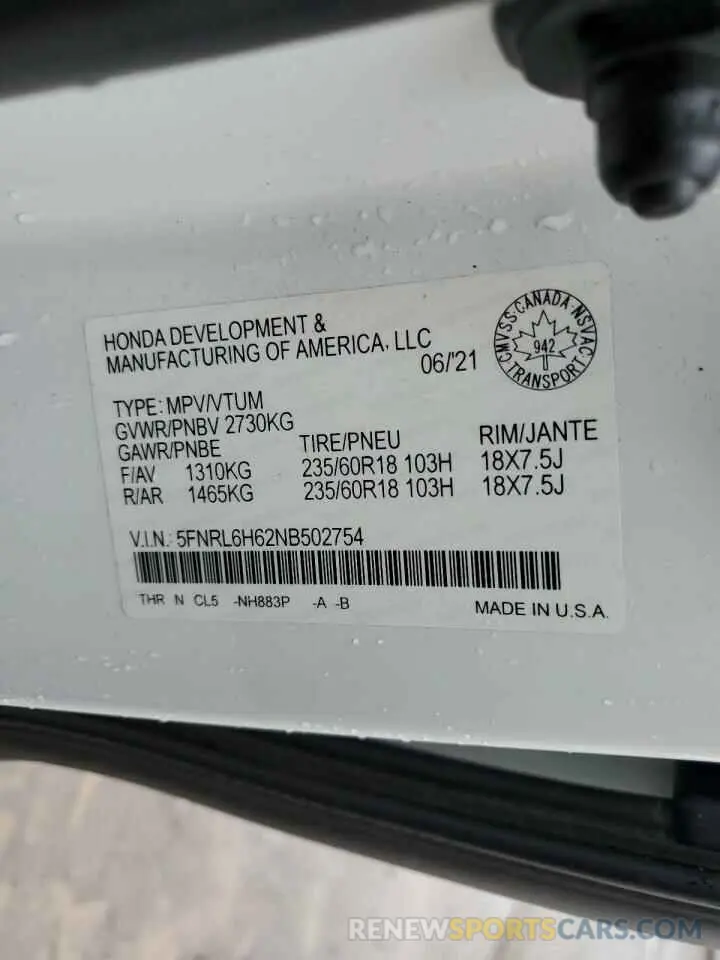 HONDA DEVELOPMENT &
MANUFACTURING OF AMERICA, LLC
06/'21
CMVSS·CANADA·NSVAC
942
TRANSPORT
TYPE: MPV/VTUM
GVWR/PNBV 2730KG
GAWR/PNBE TIRE/PNEU RIM/JANTE
F/AV 1310KG 235/60R18 103H 18X7.5J
R/AR 1465KG 235/60R18 103H 18X7.5J
V.I.N.: 5FNRL6H62NB502754
THR N CL5 -NH883P -A -B MADE IN U.S.A.
RENEWSPORTSCARS.COM